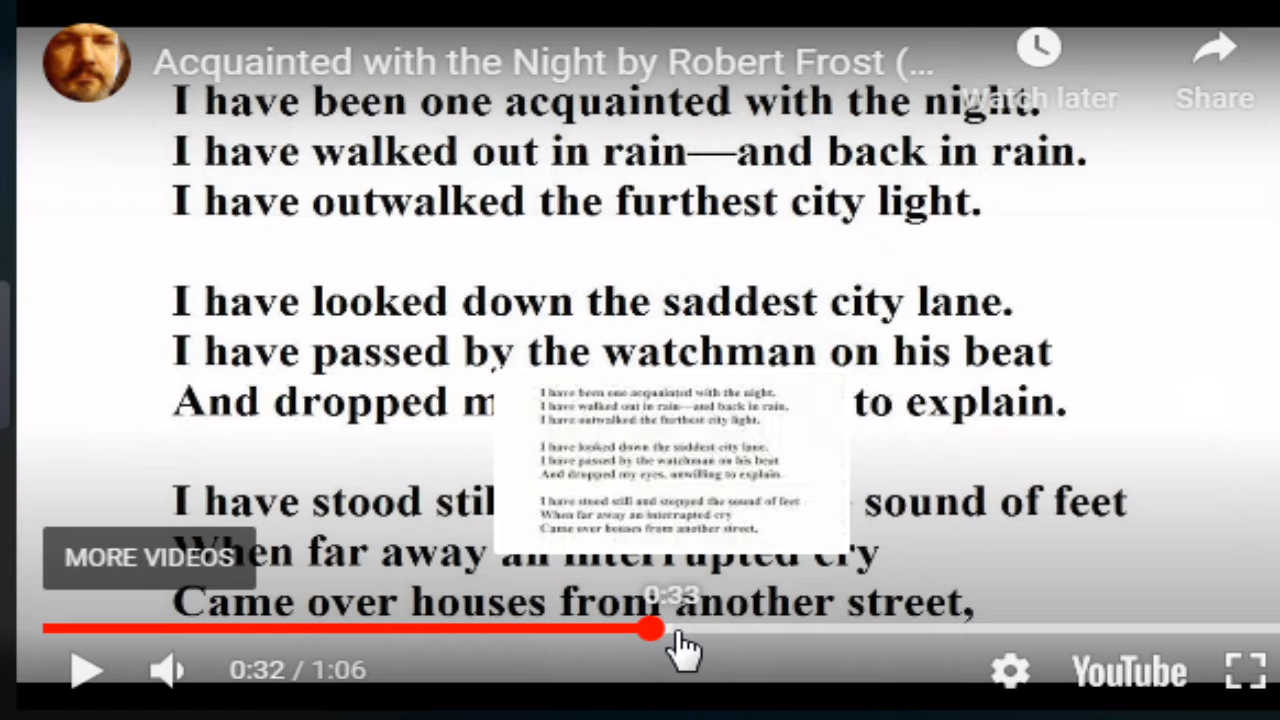 Acquainted with the Night by Robert Frost (...
Watch later
Share
I have been one acquainted with the night.
I have walked out in rain—and back in rain.
I have outwalked the furthest city light.
I have looked down the saddest city lane.
I have passed by the watchman on his beat
And dropped m to explain.
I have stood stil sound of feet
When far away an interrupted cry
Came over houses from another street,
I have been one acquainted with the night.
I have walked out in rain—and back in rain.
I have outwalked the furthest city light.
I have looked down the saddest city lane.
I have passed by the watchman on his beat
And dropped my eyes, unwilling to explain.
I have stood still and stopped the sound of feet
When far away an interrupted cry
Came over houses from another street,
MORE VIDEOS
0:33
0:32 / 1:06
YouTube